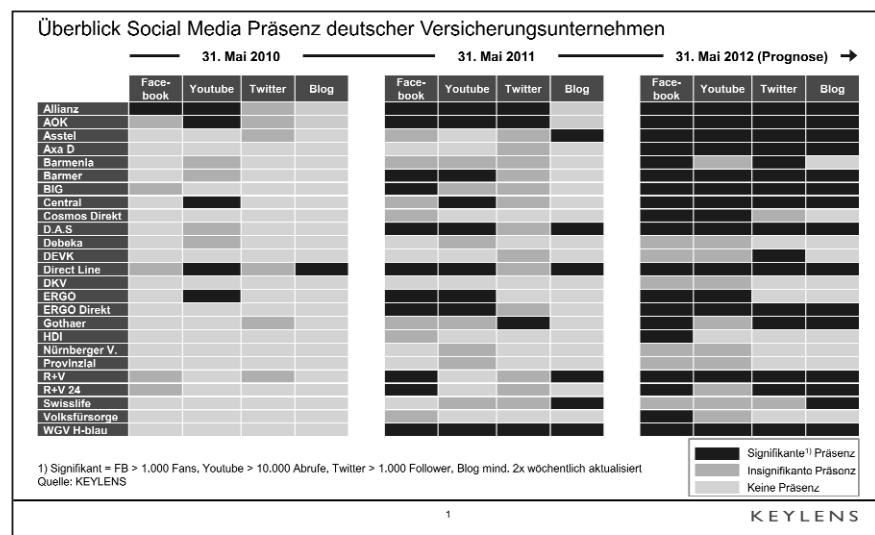 Überblick Social Media Präsenz deutscher Versicherungsunternehmen
31. Mai 2010 31. Mai 2011 31. Mai 2012 (Prognose)
Face-book Youtube Twitter Blog Face-book Youtube Twitter Blog Face-book Youtube Twitter Blog
Allianz
AOK
Asstel
Axa D
Barmenia
Barmer
BIG
Central
Cosmos Direkt
D.A.S
Debeka
DEVK
Direct Line
DKV
ERGO
ERGO Direkt
Gothaer
HDI
Nürnberger V.
Provinzial
R+V
R+V 24
Swisslife
Volksfürsorge
WGV H-blau
Signifikante1) Präsenz
Insignifikanto Präsenz
Keine Präsenz
1) Signifikant = FB > 1.000 Fans, Youtube > 10.000 Abrufe, Twitter > 1.000 Follower, Blog mind. 2x wöchentlich aktualisiert
Quelle: KEYLENS
1
KEYLENS